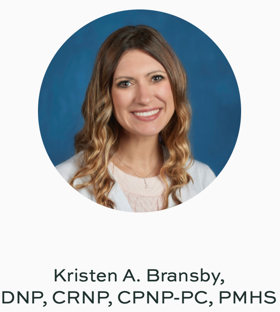 Kristen A. Bransby,
DNP, CRNP, CPNP-PC, PMHS